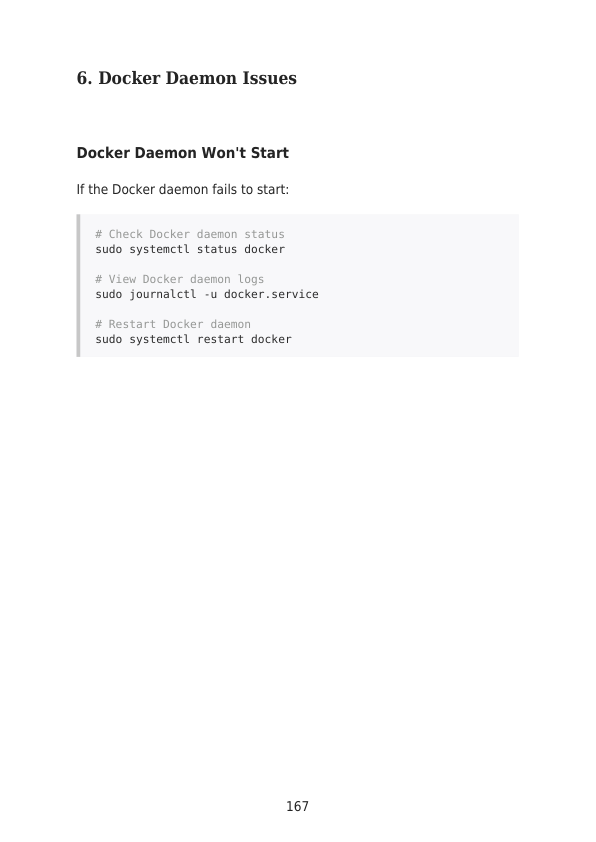 6. Docker Daemon Issues
Docker Daemon Won't Start
If the Docker daemon fails to start:
# Check Docker daemon status
sudo systemctl status docker
# View Docker daemon logs
sudo journalctl -u docker.service
# Restart Docker daemon
sudo systemctl restart docker
167